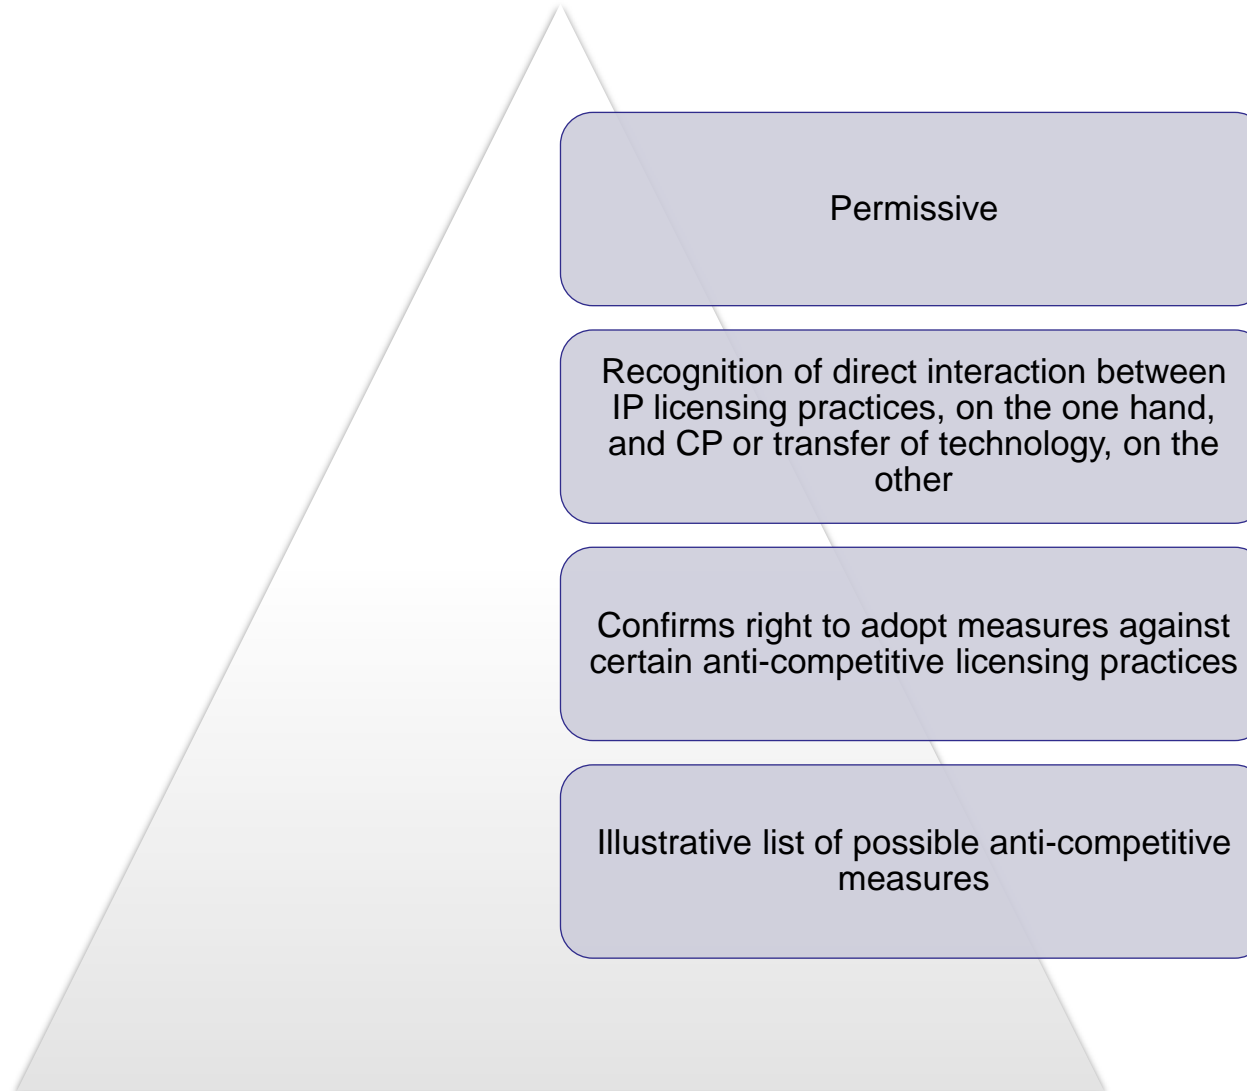 Permissive
Recognition of direct interaction between
IP licensing practices, on the one hand,
and CP or transfer of technology, on the
other
Confirms right to adopt measures against
certain anti-competitive licensing practices
Illustrative list of possible anti-competitive
measures